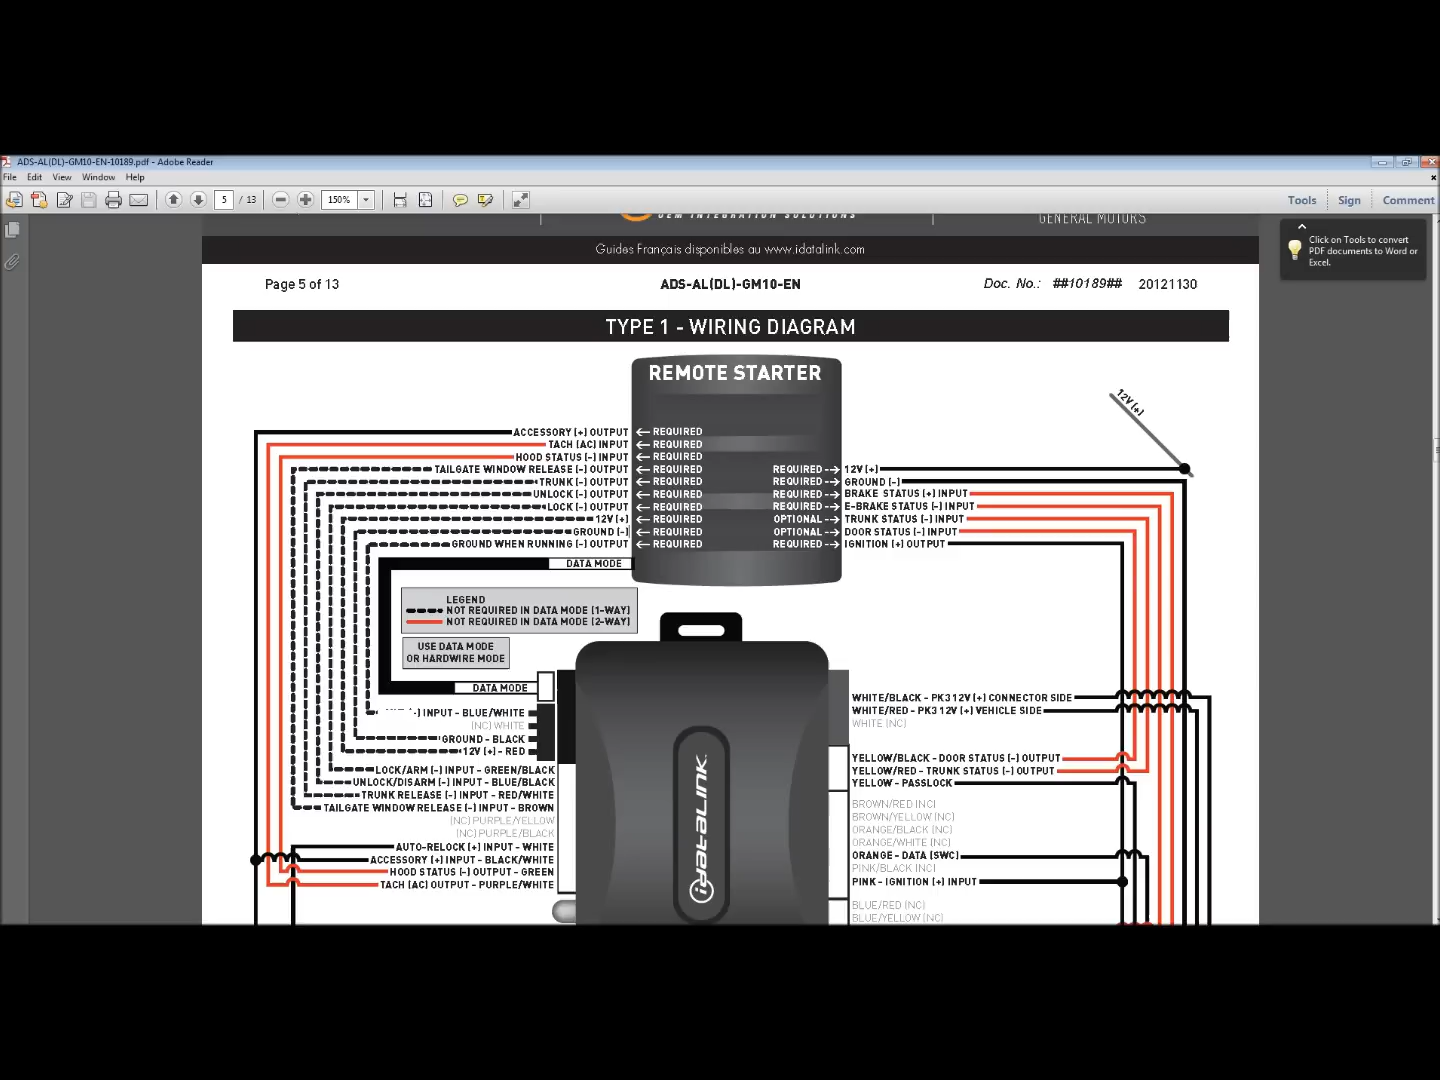 ADS-AL(DL)-GM10-EN-10189.pdf - Adobe Reader
File Edit View Window Help
5 / 13 150% Tools Sign Comment
OEM INTEGRATION SOLUTIONS
GENERAL MOTORS
Click on Tools to convert
PDF documents to Word or
Excel.
Guides Français disponibles au www.idatalink.com
Page 5 of 13 ADS-AL(DL)-GM10-EN Doc. No.: ##10189## 20121130
TYPE 1 - WIRING DIAGRAM
REMOTE STARTER
12V (+)
ACCESSORY (+) OUTPUT REQUIRED
TACH (AC) INPUT REQUIRED
HOOD STATUS (-) INPUT REQUIRED
TAILGATE WINDOW RELEASE (-) OUTPUT REQUIRED
TRUNK (-) OUTPUT REQUIRED
UNLOCK (-) OUTPUT REQUIRED
LOCK (-) OUTPUT REQUIRED
12V (+) REQUIRED
GROUND (-) REQUIRED
GROUND WHEN RUNNING (-) OUTPUT REQUIRED
DATA MODE
REQUIRED 12V (+)
REQUIRED GROUND (-)
REQUIRED BRAKE STATUS (+) INPUT
REQUIRED E-BRAKE STATUS (-) INPUT
OPTIONAL TRUNK STATUS (-) INPUT
OPTIONAL DOOR STATUS (-) INPUT
REQUIRED IGNITION (+) OUTPUT
LEGEND
NOT REQUIRED IN DATA MODE (1-WAY)
NOT REQUIRED IN DATA MODE (2-WAY)
USE DATA MODE
OR HARDWIRE MODE
DATA MODE
-) INPUT - BLUE/WHITE
(NC) WHITE
GROUND - BLACK
12V (+) - RED
LOCK/ARM (-) INPUT - GREEN/BLACK
UNLOCK/DISARM (-) INPUT - BLUE/BLACK
TRUNK RELEASE (-) INPUT - RED/WHITE
TAILGATE WINDOW RELEASE (-) INPUT - BROWN
(NC) PURPLE/YELLOW
(NC) PURPLE/BLACK
AUTO-RELOCK (+) INPUT - WHITE
ACCESSORY (+) INPUT - BLACK/WHITE
HOOD STATUS (-) OUTPUT - GREEN
TACH (AC) OUTPUT - PURPLE/WHITE
idataLINK
WHITE/BLACK - PK3 12V (+) CONNECTOR SIDE
WHITE/RED - PK3 12V (+) VEHICLE SIDE
WHITE (NC)
YELLOW/BLACK - DOOR STATUS (-) OUTPUT
YELLOW/RED - TRUNK STATUS (-) OUTPUT
YELLOW - PASSLOCK
BROWN/RED (NC)
BROWN/YELLOW (NC)
ORANGE/BLACK (NC)
ORANGE/WHITE (NC)
ORANGE - DATA (SWC)
PINK/BLACK (NC)
PINK - IGNITION (+) INPUT
BLUE/RED (NC)
BLUE/YELLOW (NC)